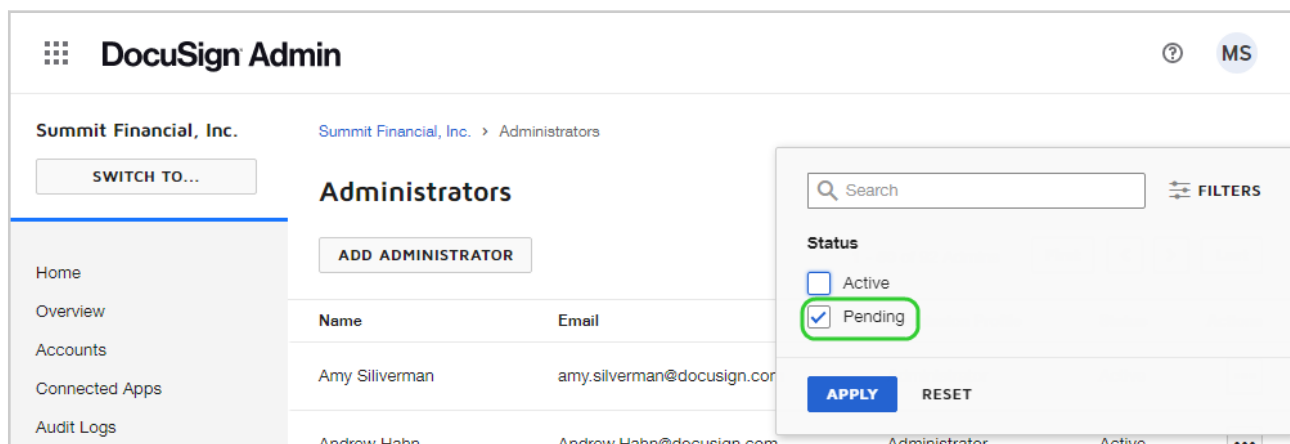 DocuSign Admin
MS
Summit Financial, Inc.
SWITCH TO...
Home
Overview
Accounts
Connected Apps
Audit Logs
Summit Financial, Inc. > Administrators
Administrators
ADD ADMINISTRATOR
Search
FILTERS
Status
Active
Pending
APPLY
RESET
Name Email
Amy Siliverman amy.silverman@docusign.com
Andrew Hahn Andrew.Hahn@docusign.com Administrator Active